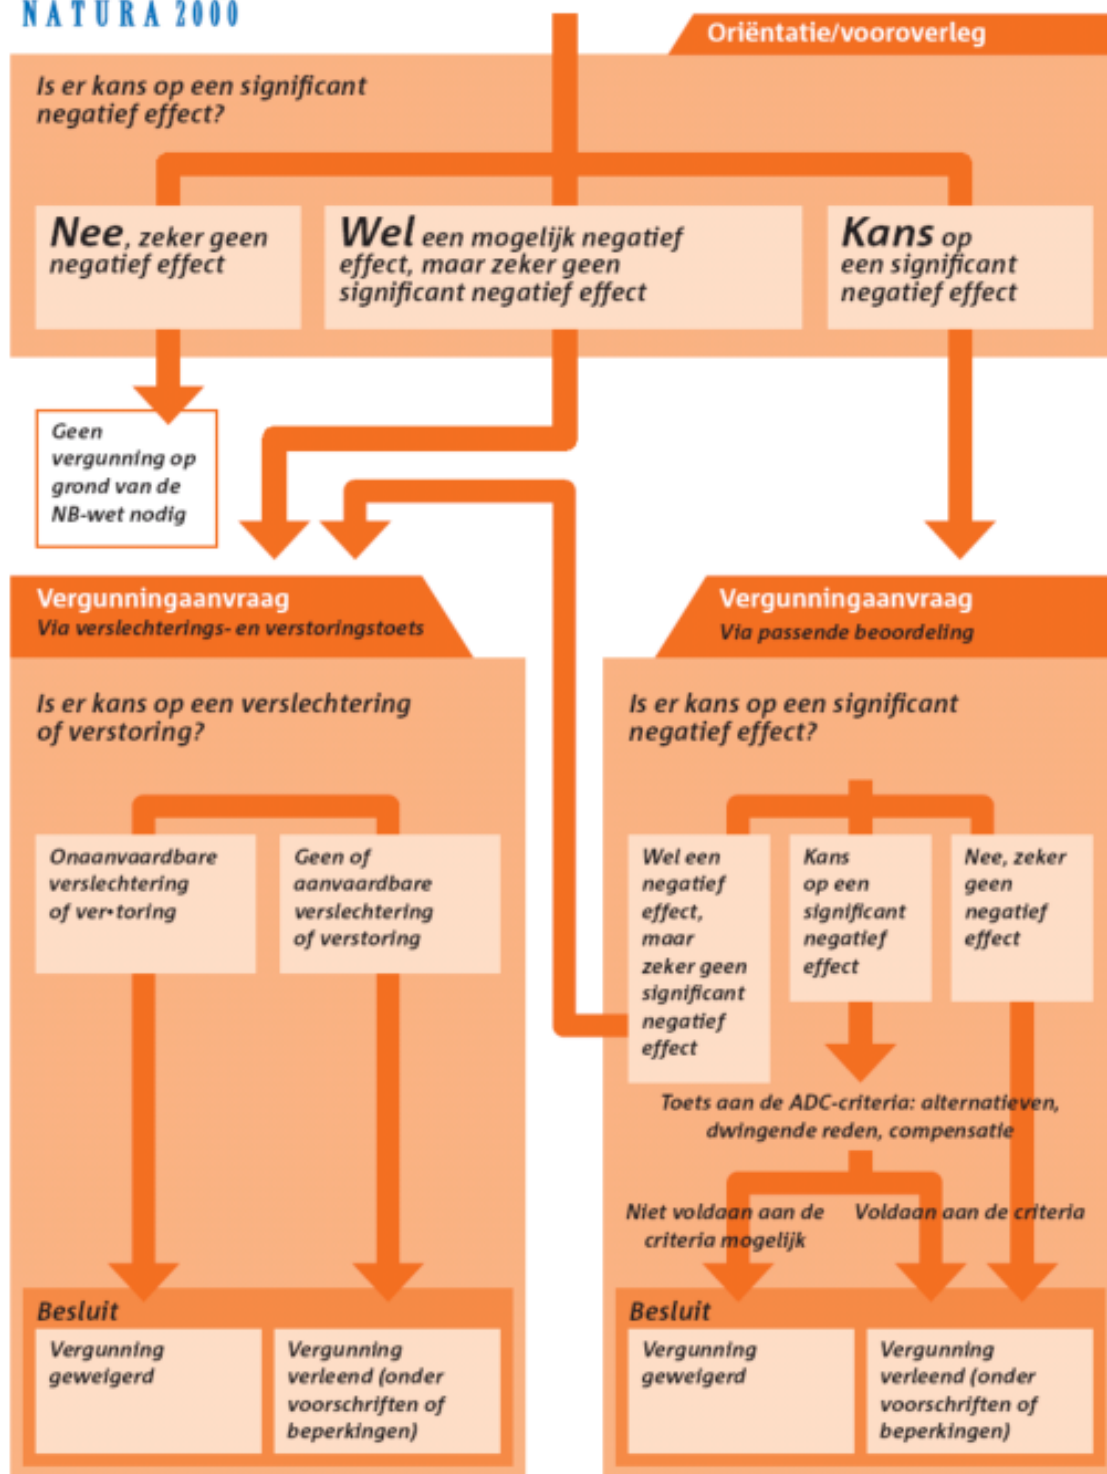 NATURA 2000
Oriëntatie/vooroverleg
Is er kans op een significant
negatief effect?
Nee, zeker geen
negatief effect
Wel een mogelijk negatief
effect, maar zeker geen
significant negatief effect
Kans op
een significant
negatief effect
Geen
vergunning op
grond van de
NB-wet nodig
Vergunningaanvraag
Via verslechterings- en verstoringstoets
Is er kans op een verslechtering
of verstoring?
Onaanvaardbare
verslechtering
of ver•toring
Geen of
aanvaardbare
verslechtering
of verstoring
Besluit
Vergunning
geweigerd
Vergunning
verleend (onder
voorschriften of
beperkingen)
Vergunningaanvraag
Via passende beoordeling
Is er kans op een significant
negatief effect?
Wel een
negatief
effect,
maar
zeker geen
significant
negatief
effect
Kans
op een
significant
negatief
effect
Nee, zeker
geen
negatief
effect
Toets aan de ADC-criteria: alternatieven,
dwingende reden, compensatie
Niet voldaan aan de
criteria mogelijk
Voldaan aan de criteria
Besluit
Vergunning
geweigerd
Vergunning
verleend (onder
voorschriften of
beperkingen)